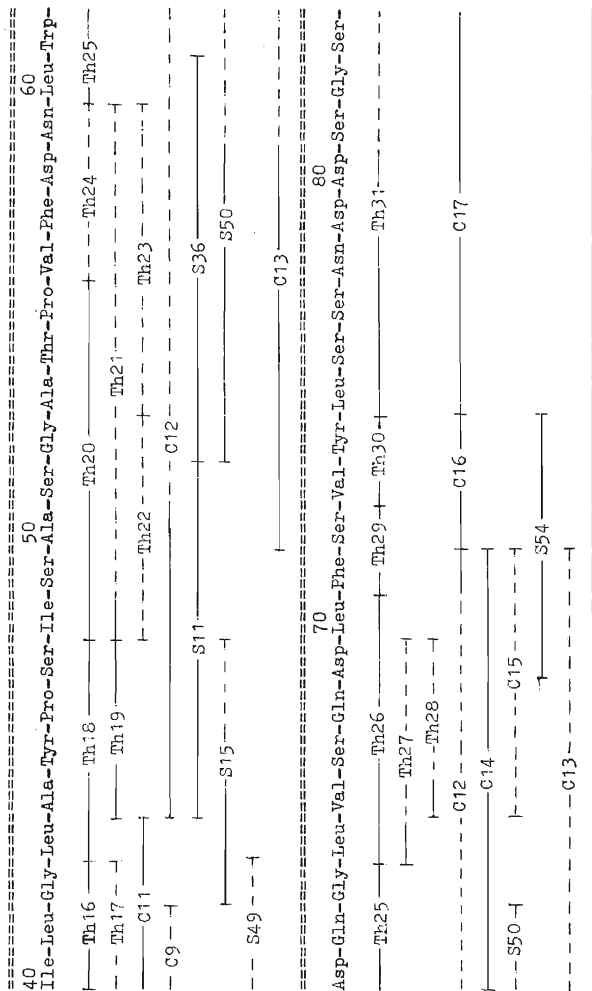 40 50 60
Ile-Leu-Gly-Leu-Ala-Tyr-Pro-Ser-Ile-Ser-Ala-Ser-Gly-Ala-Thr-Pro-Val-Phe-Asp-Asn-Leu-Trp-
Th16 Th18 Th20 Th24 Th25
Th17 Th19 Th21
C11 Th22 Th23
C9 C12
S11 S36
S15 S50
S49
C13
70 80
Asp-Gln-Gly-Leu-Val-Ser-Gln-Asp-Leu-Phe-Ser-Val-Tyr-Leu-Ser-Ser-Asn-Asp-Asp-Ser-Gly-Ser-
Th25 Th26 Th29 Th30 Th31
Th27
Th28
C12 C16 C17
C14
S50 C15
S54
C13